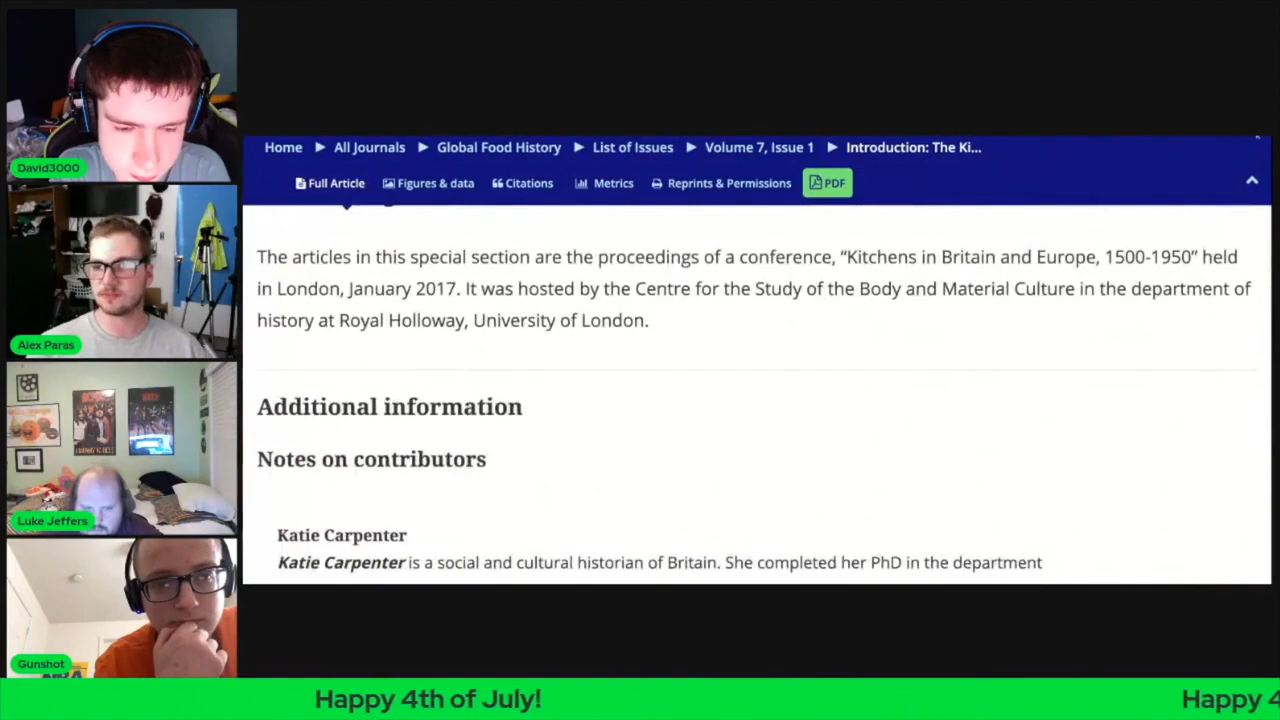 David3000
Alex Paras
Luke Jeffers
Gunshot
Home All Journals Global Food History List of Issues Volume 7, Issue 1 Introduction: The Ki...
Full Article Figures & data Citations Metrics Reprints & Permissions PDF
The articles in this special section are the proceedings of a conference, “Kitchens in Britain and Europe, 1500-1950” held
in London, January 2017. It was hosted by the Centre for the Study of the Body and Material Culture in the department of
history at Royal Holloway, University of London.
Additional information
Notes on contributors
Katie Carpenter
Katie Carpenter is a social and cultural historian of Britain. She completed her PhD in the department
Happy 4th of July! Happy 4